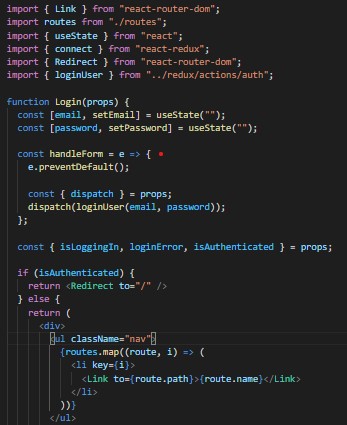 import { Link } from "react-router-dom";
import routes from "./routes";
import { useState } from "react";
import { connect } from "react-redux";
import { Redirect } from "react-router-dom";
import { loginUser } from "../redux/actions/auth";
function Login(props) {
const [email, setEmail] = useState("");
const [password, setPassword] = useState("");
const handleForm = e => {
e.preventDefault();
const { dispatch } = props;
dispatch(loginUser(email, password));
};
const { isLoggingIn, loginError, isAuthenticated } = props;
if (isAuthenticated) {
return <Redirect to="/" />
} else {
return (
<div>
<ul className="nav">
{routes.map((route, i) => (
<li key={i}>
<Link to={route.path}>{route.name}</Link>
</li>
))}
</ul>